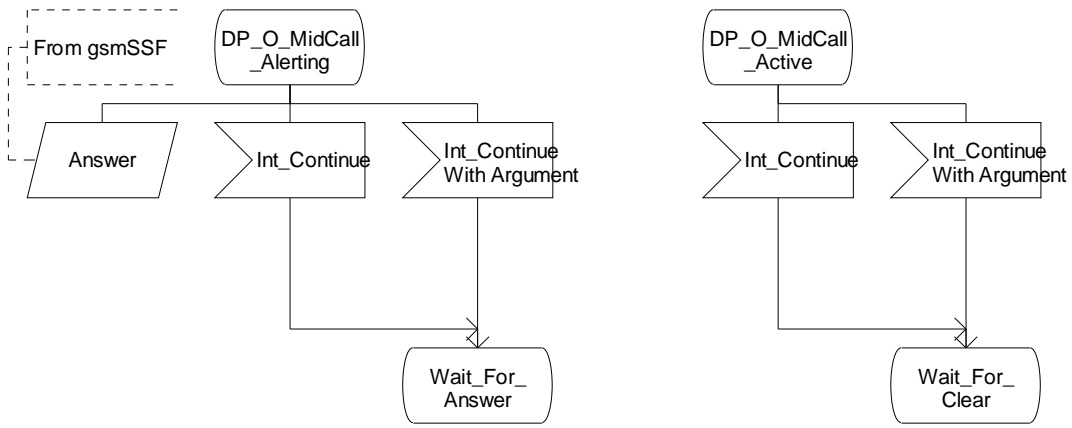 From gsmSSF
DP_O_MidCall
_Alerting
DP_O_MidCall
_Active
Answer
Int_Continue
Int_Continue
With Argument
Int_Continue
Int_Continue
With Argument
Wait_For_
Answer
Wait_For_
Clear